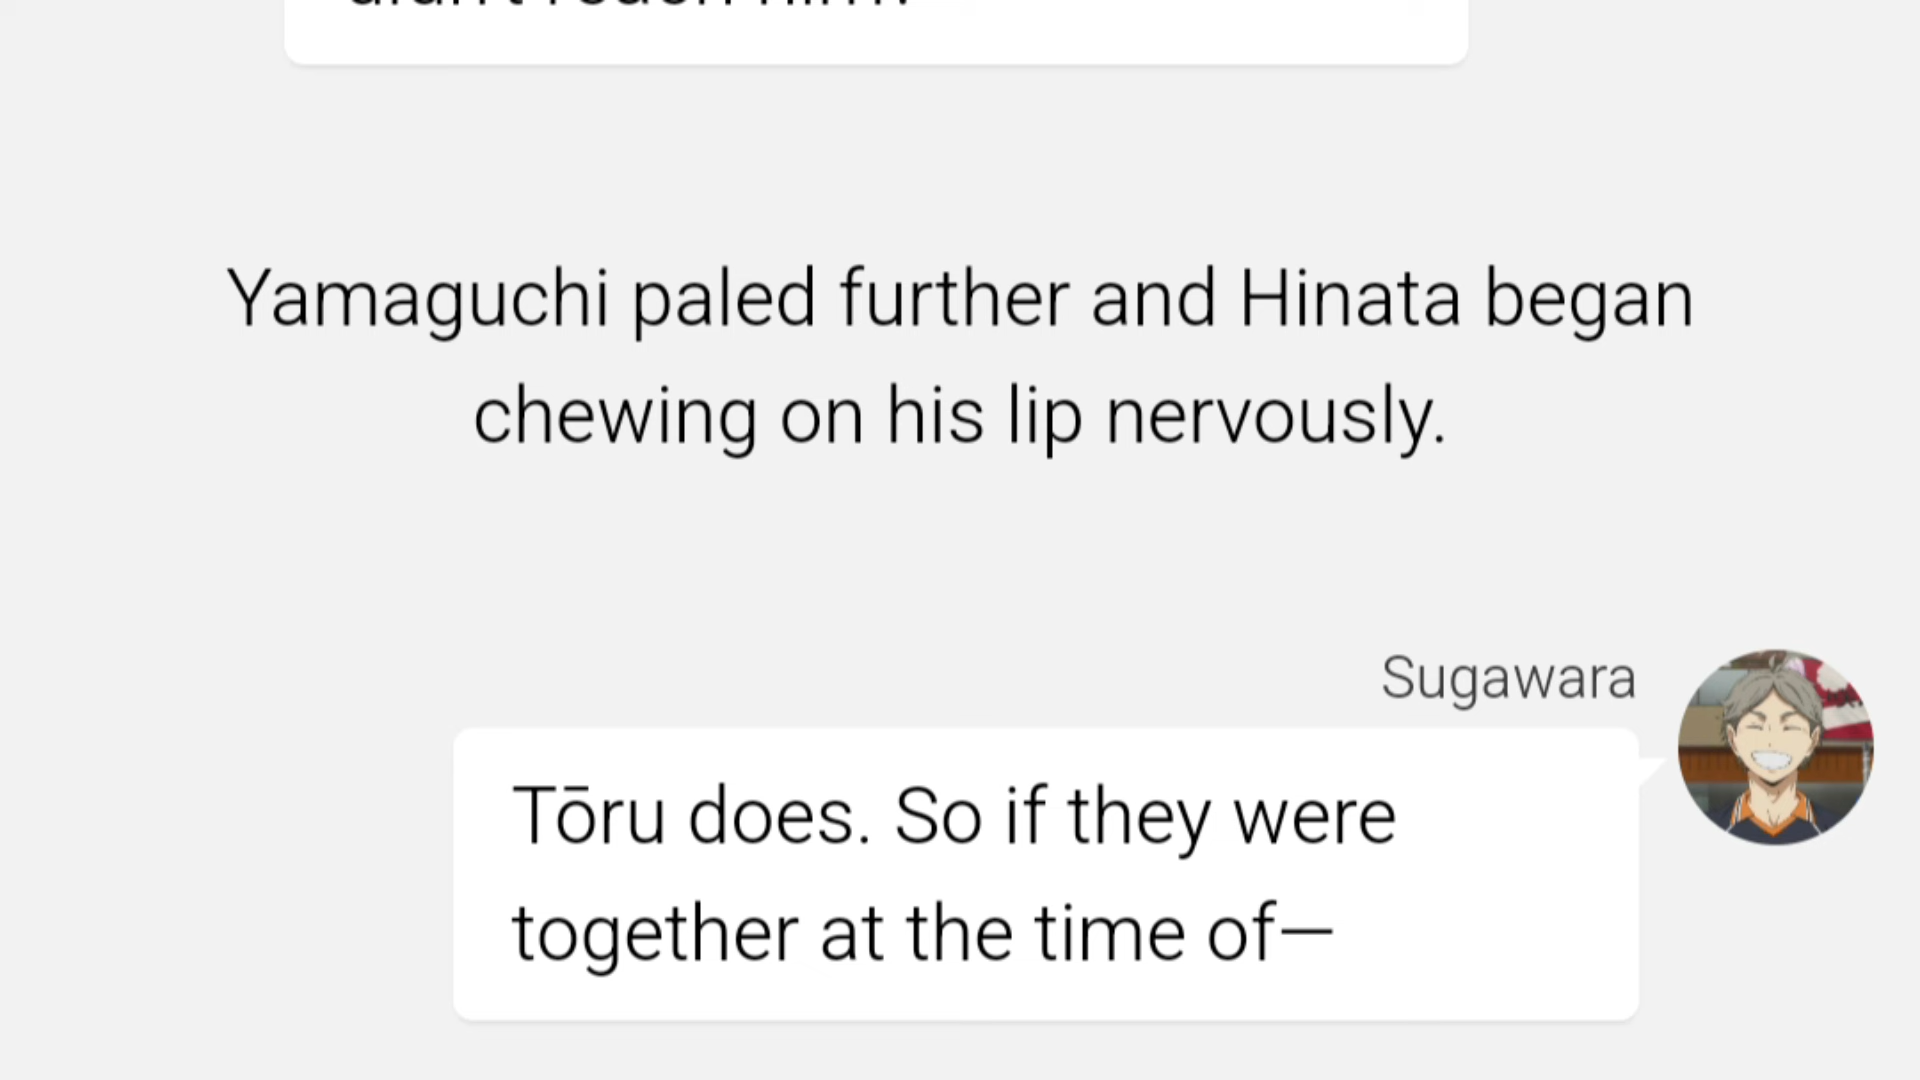 Yamaguchi paled further and Hinata began
chewing on his lip nervously.
Sugawara
Tōru does. So if they were
together at the time of—